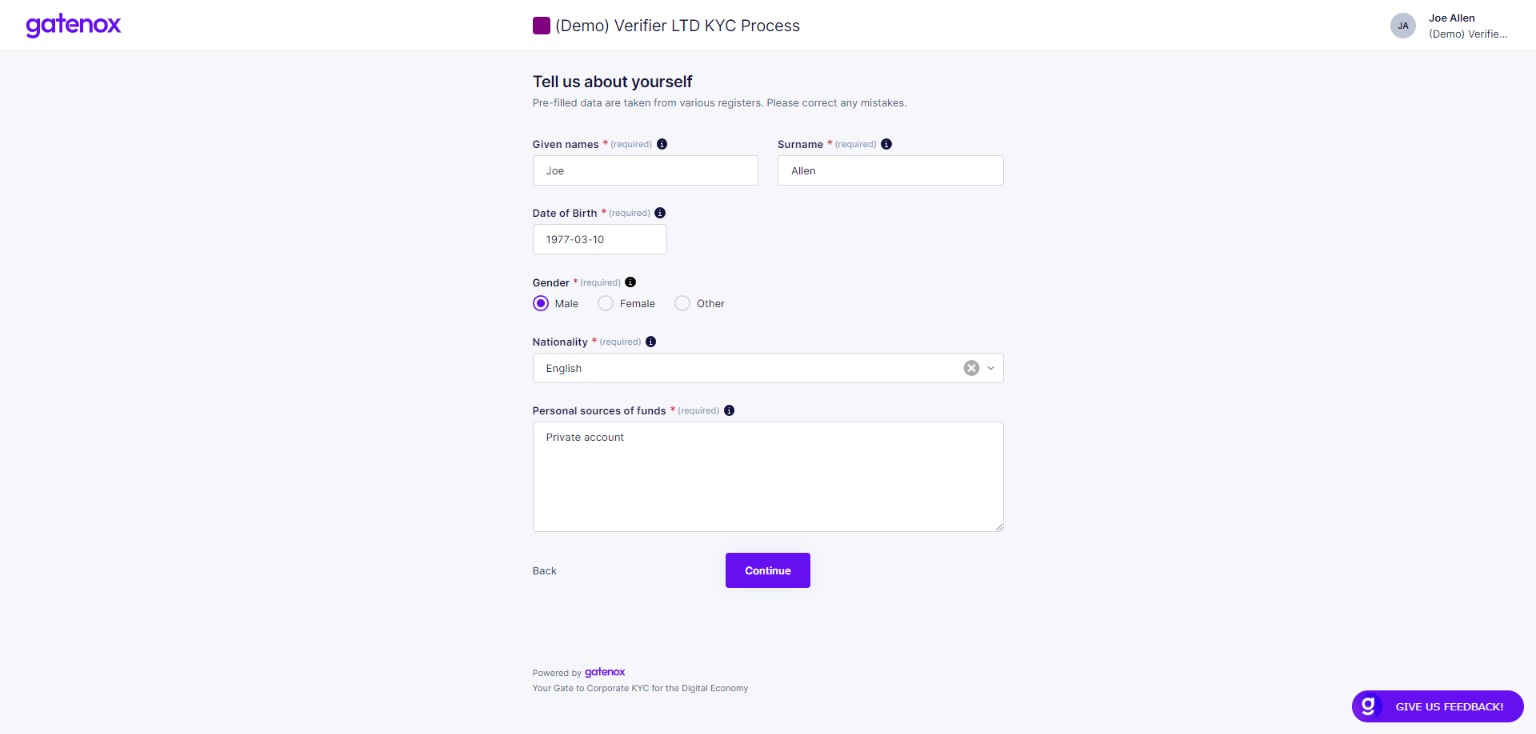 gatenox
(Demo) Verifier LTD KYC Process
JA
Joe Allen
(Demo) Verifie...
Tell us about yourself
Pre-filled data are taken from various registers. Please correct any mistakes.
Given names * (required)
Surname * (required)
Joe
Allen
Date of Birth * (required)
1977-03-10
Gender * (required)
Male Female Other
Nationality * (required)
English
Personal sources of funds * (required)
Private account
Back
Continue
Powered by gatenox
Your Gate to Corporate KYC for the Digital Economy
g GIVE US FEEDBACK!